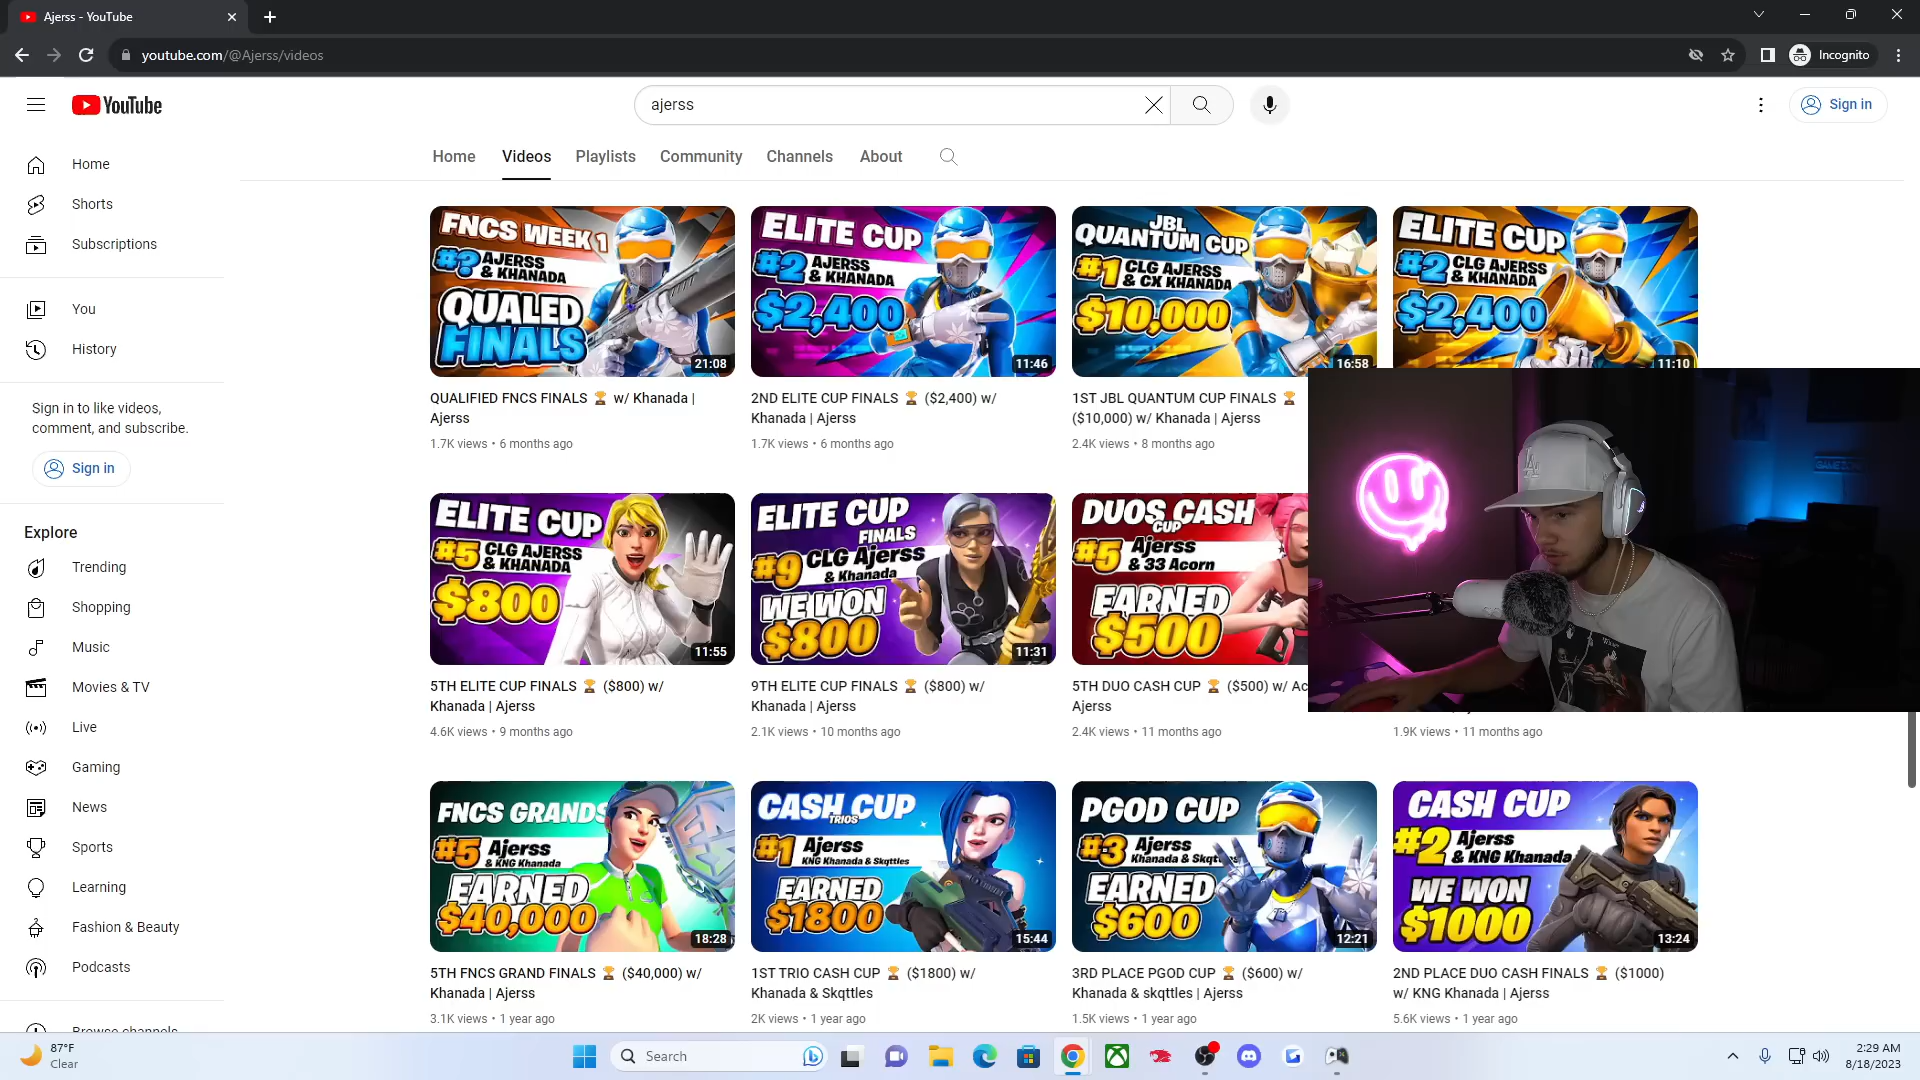 Ajerss - YouTube
youtube.com/@Ajerss/videos
Incognito
YouTube
ajerss
Sign in
Home
Shorts
Subscriptions
You
History
Sign in to like videos,
comment, and subscribe.
Sign in
Explore
Trending
Shopping
Music
Movies & TV
Live
Gaming
News
Sports
Learning
Fashion & Beauty
Podcasts
Browse channels
Home Videos Playlists Community Channels About
FNCS WEEK 1
#? AJERSS
& KHANADA
QUALED
FINALS
21:08
QUALIFIED FNCS FINALS 🏆 w/ Khanada |
Ajerss
1.7K views • 6 months ago
ELITE CUP
#2 AJERSS
& KHANADA
$2,400
11:46
2ND ELITE CUP FINALS 🏆 ($2,400) w/
Khanada | Ajerss
1.7K views • 6 months ago
JBL
QUANTUM CUP
#1 CLG AJERSS
& CX KHANADA
$10,000
16:58
1ST JBL QUANTUM CUP FINALS 🏆
($10,000) w/ Khanada | Ajerss
2.4K views • 8 months ago
ELITE CUP
#2 CLG AJERSS
& KHANADA
$2,400
11:10
ELITE CUP
#5 CLG AJERSS
& KHANADA
$800
11:55
5TH ELITE CUP FINALS 🏆 ($800) w/
Khanada | Ajerss
4.6K views • 9 months ago
ELITE CUP
FINALS
#9 CLG Ajerss
& Khanada
WE WON
$800
11:31
9TH ELITE CUP FINALS 🏆 ($800) w/
Khanada | Ajerss
2.1K views • 10 months ago
DUOS CASH
CUP
#5 Ajerss
& 33 Acorn
EARNED
$500
5TH DUO CASH CUP 🏆 ($500) w/ Ac
Ajerss
2.4K views • 11 months ago
1.9K views • 11 months ago
FNCS GRANDS
#5 Ajerss
& KNG Khanada
EARNED
$40,000
18:28
5TH FNCS GRAND FINALS 🏆 ($40,000) w/
Khanada | Ajerss
3.1K views • 1 year ago
CASH CUP
TRIOS
#1 Ajerss
KNG Khanada & Skqttles
EARNED
$1800
15:44
1ST TRIO CASH CUP 🏆 ($1800) w/
Khanada & Skqttles
2K views • 1 year ago
PGOD CUP
#3 Ajerss
Khanada & Skqt
EARNED
$600
12:21
3RD PLACE PGOD CUP 🏆 ($600) w/
Khanada & skqttles | Ajerss
1.5K views • 1 year ago
CASH CUP
#2 Ajerss
& KNG Khanada
WE WON
$1000
13:24
2ND PLACE DUO CASH FINALS 🏆 ($1000)
w/ KNG Khanada | Ajerss
5.6K views • 1 year ago
87°F
Clear
Search
2:29 AM
8/18/2023